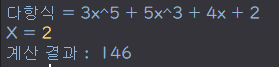 다항식 = 3x^5 + 5x^3 + 4x + 2
X = 2
계산 결과 : 146